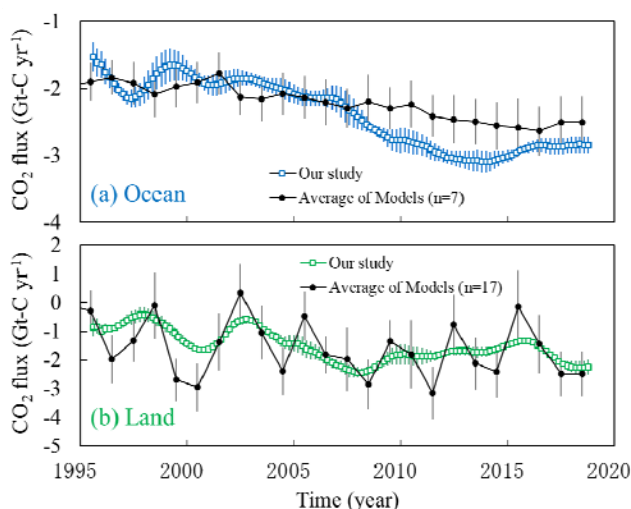 -1
-2
-3
-4
CO₂ flux (Gt-C yr⁻¹)
Our study
Average of Models (n=7)
(a) Ocean
2
1
0
-1
-2
-3
-4
-5
CO₂ flux (Gt-C yr⁻¹)
Our study
Average of Models (n=17)
(b) Land
1995 2000 2005 2010 2015 2020
Time (year)